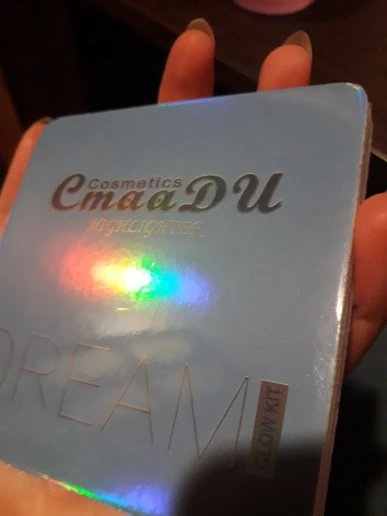 Cosmetics
CmaaDU
HIGHLIGHTER
DREAM
GLOW KIT